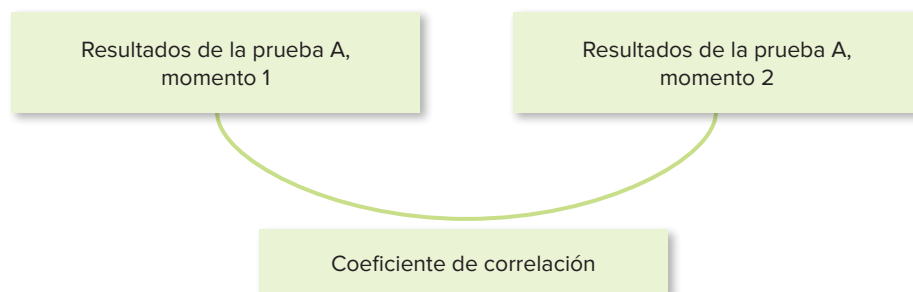 Resultados de la prueba A,
momento 1
Resultados de la prueba A,
momento 2
Coeficiente de correlación